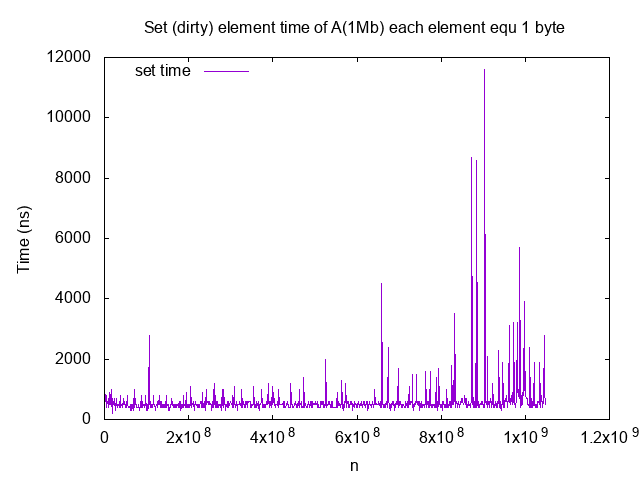 Set (dirty) element time of A(1Mb) each element equ 1 byte
set time
12000
10000
8000
6000
4000
2000
0
Time (ns)
0 2x10^8 4x10^8 6x10^8 8x10^8 1x10^9 1.2x10^9
n